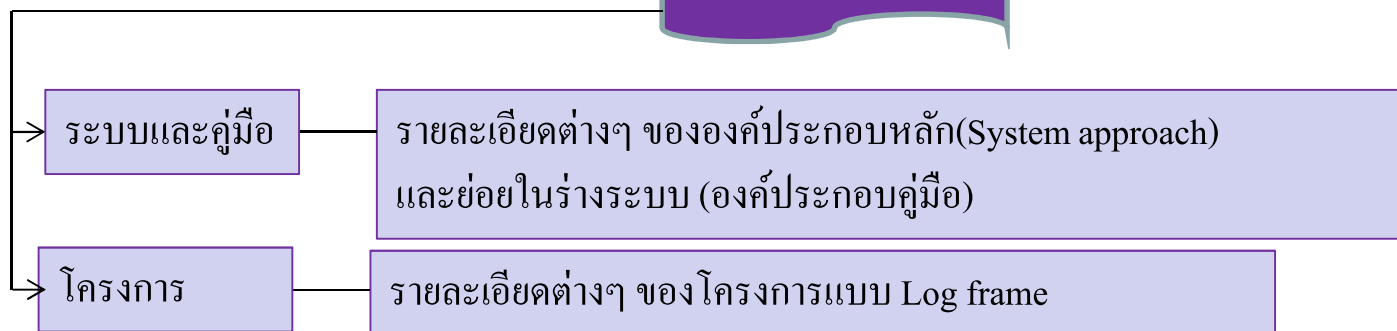 ระบบและคู่มือ
รายละเอียดต่างๆ ขององค์ประกอบหลัก(System approach)
และย่อยในร่างระบบ (องค์ประกอบคู่มือ)
โครงการ
รายละเอียดต่างๆ ของโครงการแบบ Log frame